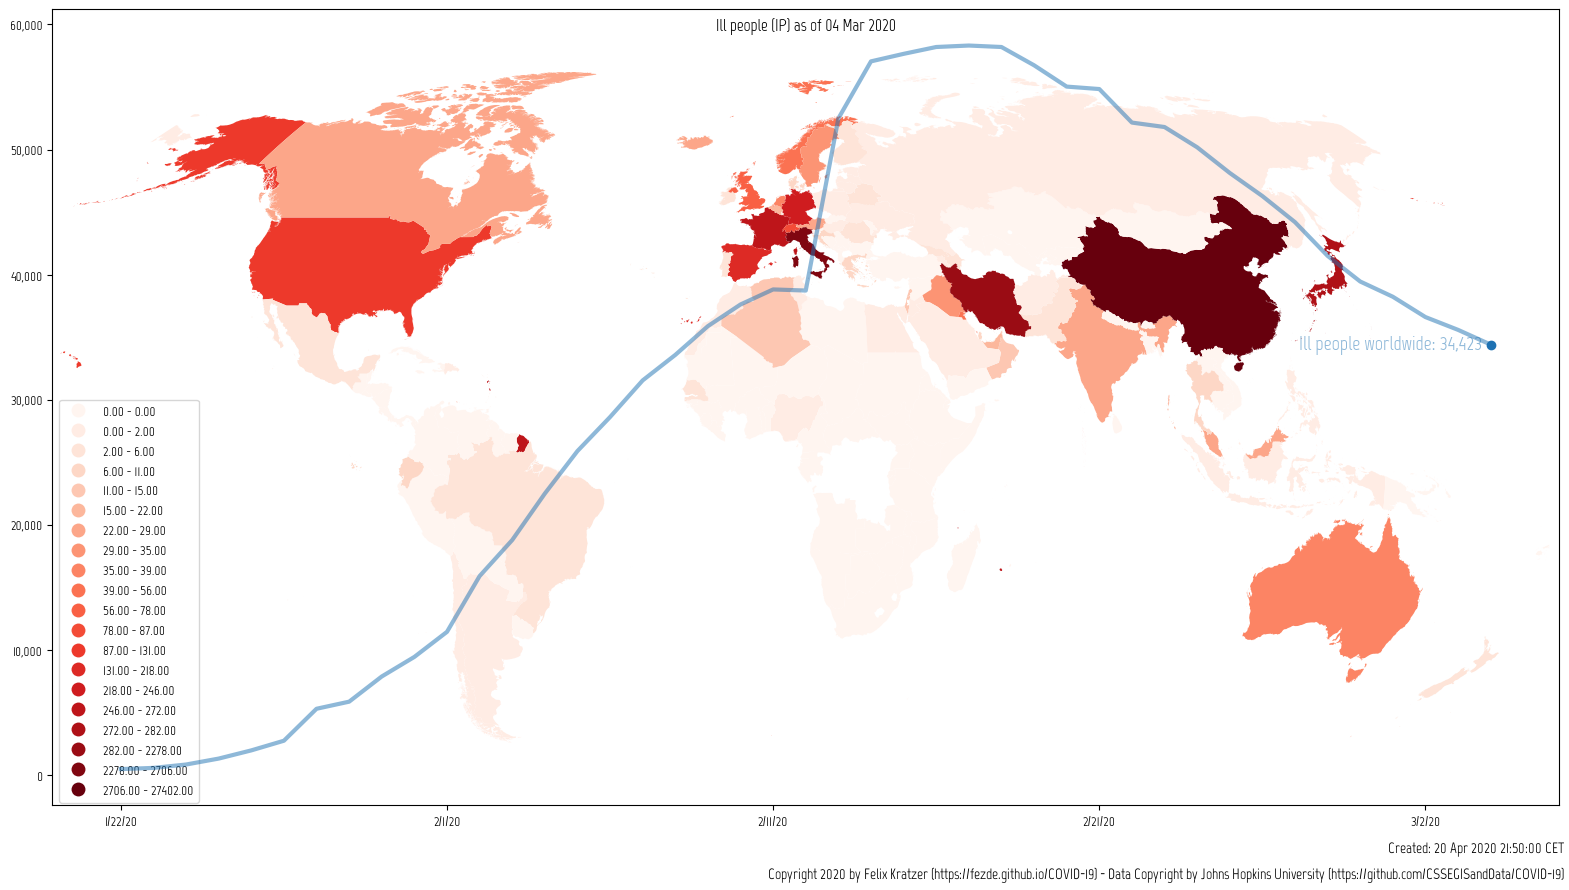 Ill people (IP) as of 04 Mar 2020
60,000
50,000
40,000
30,000
20,000
10,000
0
Ill people worldwide: 34,423
0.00 - 0.00
0.00 - 2.00
2.00 - 6.00
6.00 - 11.00
11.00 - 15.00
15.00 - 22.00
22.00 - 29.00
29.00 - 35.00
35.00 - 39.00
39.00 - 56.00
56.00 - 78.00
78.00 - 87.00
87.00 - 131.00
131.00 - 218.00
218.00 - 246.00
246.00 - 272.00
272.00 - 282.00
282.00 - 2278.00
2278.00 - 2706.00
2706.00 - 27402.00
1/22/20
2/1/20
2/11/20
2/21/20
3/2/20
Created: 20 Apr 2020 21:50:00 CET
Copyright 2020 by Felix Kratzer (https://fezde.github.io/COVID-19) - Data Copyright by Johns Hopkins University (https://github.com/CSSEGISandData/COVID-19)